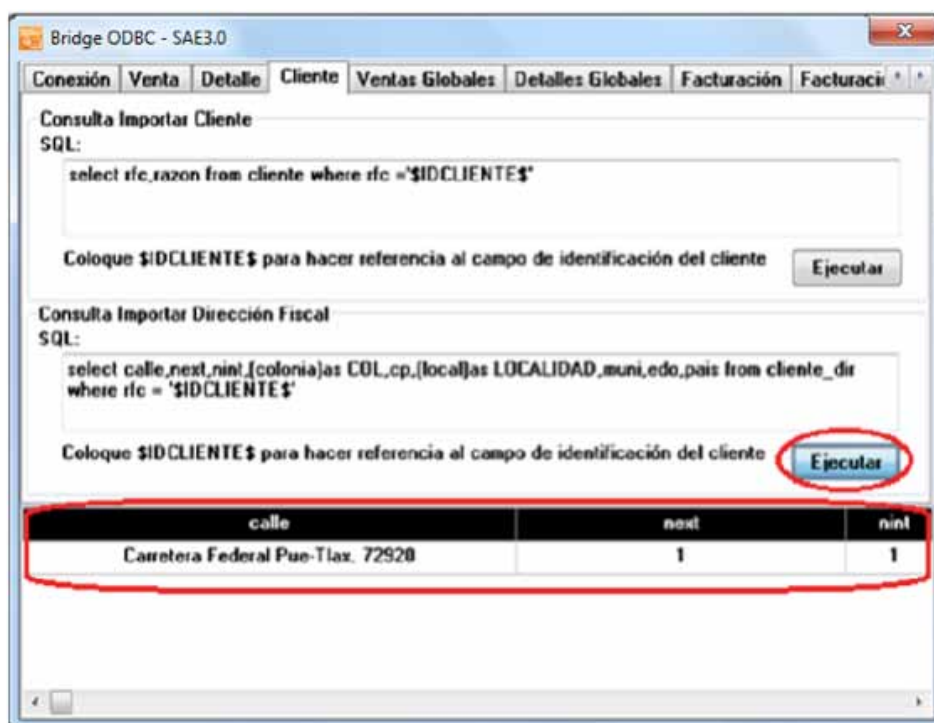 Bridge ODBC - SAE3.0
Conexión Venta Detalle Cliente Ventas Globales Detalles Globales Facturación Facturació
Consulta Importar Cliente
SQL:
select rfc,razon from cliente where rfc ='$IDCLIENTE$'
Coloque $IDCLIENTE$ para hacer referencia al campo de identificación del cliente Ejecutar
Consulta Importar Dirección Fiscal
SQL:
select calle,next,nint,(colonia)as COL,cp,(local)as LOCALIDAD,muni,edo,pais from cliente_dir
where rfc = '$IDCLIENTE$'
Coloque $IDCLIENTE$ para hacer referencia al campo de identificación del cliente Ejecutar
calle next nint
Carretera Federal Pue-Tlax. 72920 1 1